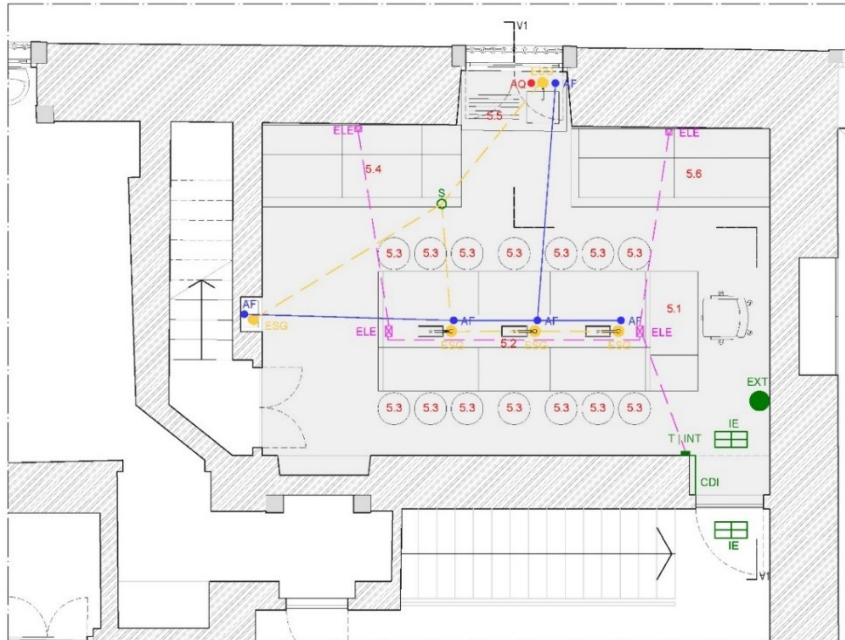 V1
AQ
ESG
AF
5.5
ELE
ELE
5.4
5.6
S
5.3
5.3
5.3
5.3
5.3
5.3
5.3
AF
ESG
5.1
AF
AF
AF
ELE
ELE
ESG
ESG
ESG
5.2
EXT
5.3
5.3
5.3
5.3
5.3
5.3
5.3
IE
T | INT
CDI
IE
V1